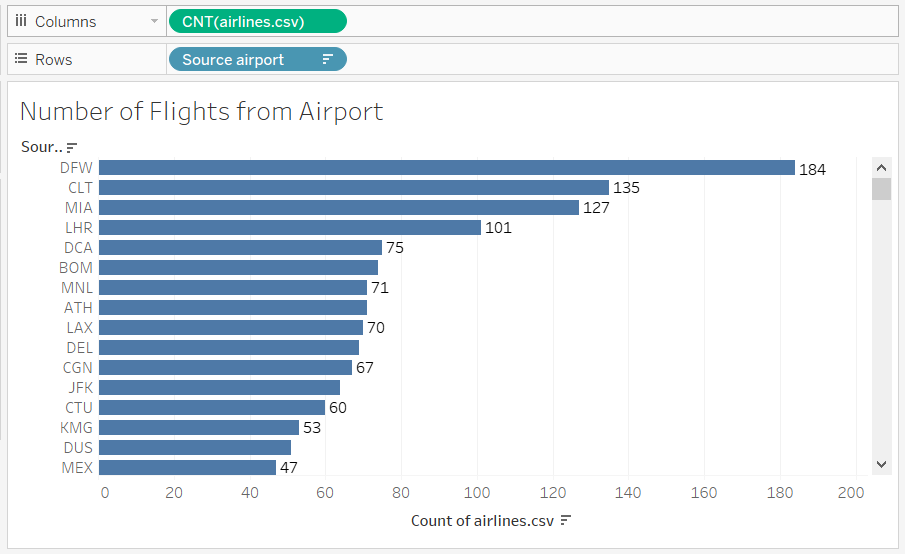 Columns CNT(airlines.csv)
Rows Source airport
Number of Flights from Airport
Sour..
DFW 184
CLT 135
MIA 127
LHR 101
DCA 75
BOM
MNL 71
ATH
LAX 70
DEL
CGN 67
JFK
CTU 60
KMG 53
DUS
MEX 47
0 20 40 60 80 100 120 140 160 180 200
Count of airlines.csv